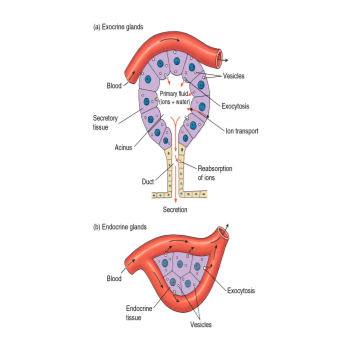 (a) Exocrine glands
Vesicles
Blood
Primary fluid
(ions + water)
Exocytosis
Secretory
tissue
Ion transport
Acinus
Reabsorption
of ions
Duct
Secretion
(b) Endocrine glands
Blood
Exocytosis
Endocrine
tissue
Vesicles